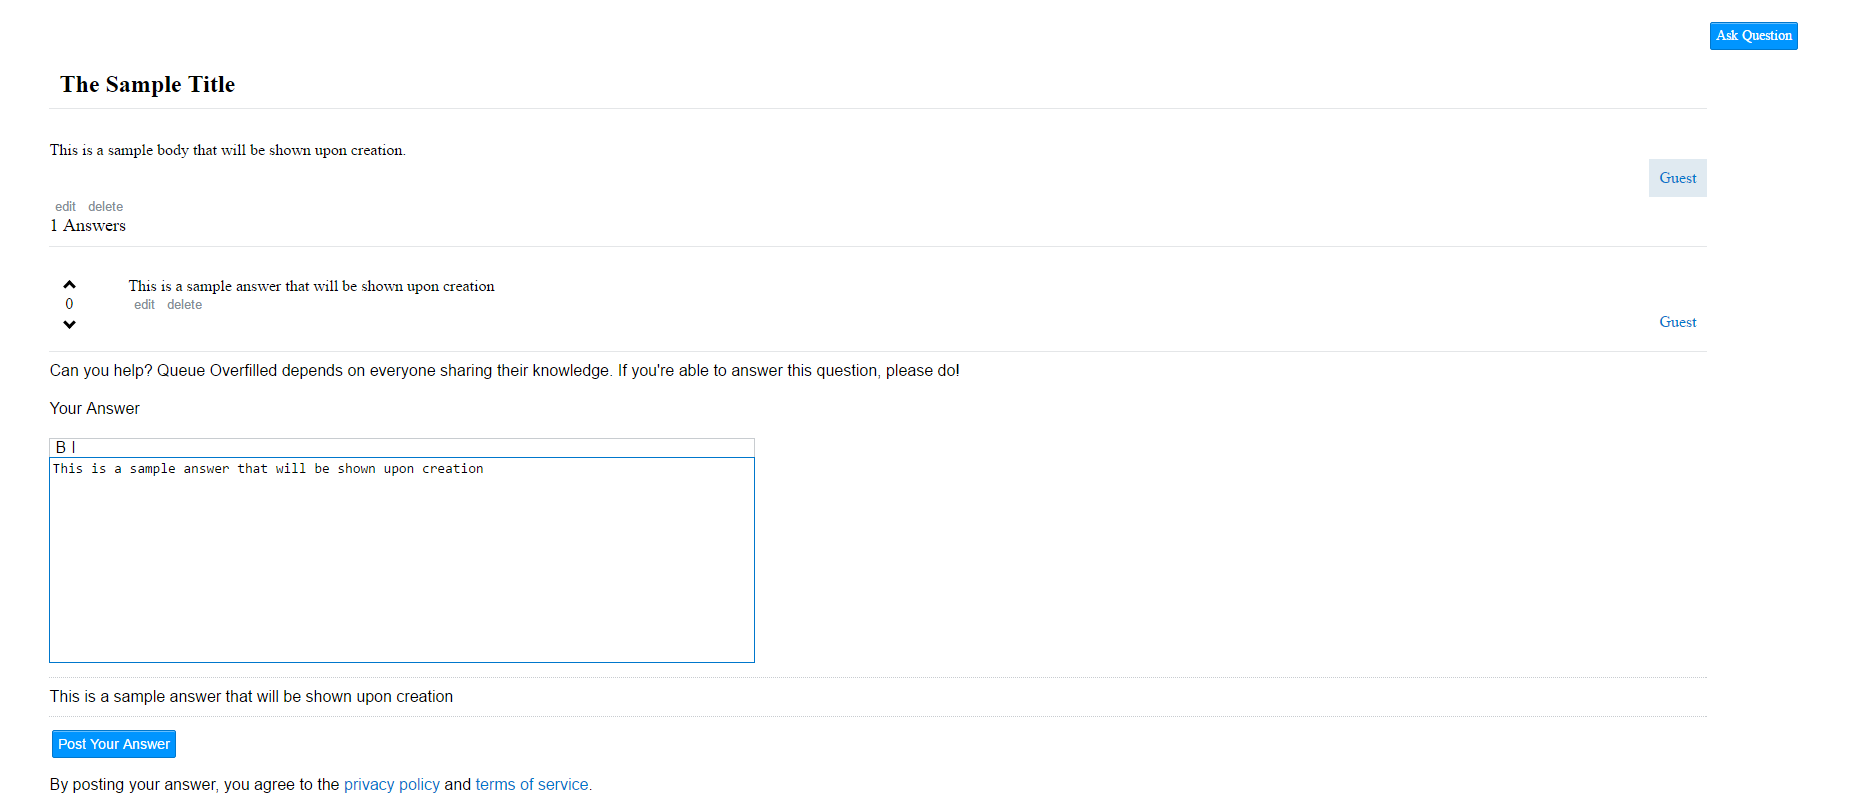 Ask Question
The Sample Title
This is a sample body that will be shown upon creation.
Guest
edit delete
1 Answers
This is a sample answer that will be shown upon creation
0
edit delete
Guest
Can you help? Queue Overfilled depends on everyone sharing their knowledge. If you're able to answer this question, please do!
Your Answer
B I
This is a sample answer that will be shown upon creation
This is a sample answer that will be shown upon creation
Post Your Answer
By posting your answer, you agree to the privacy policy and terms of service.